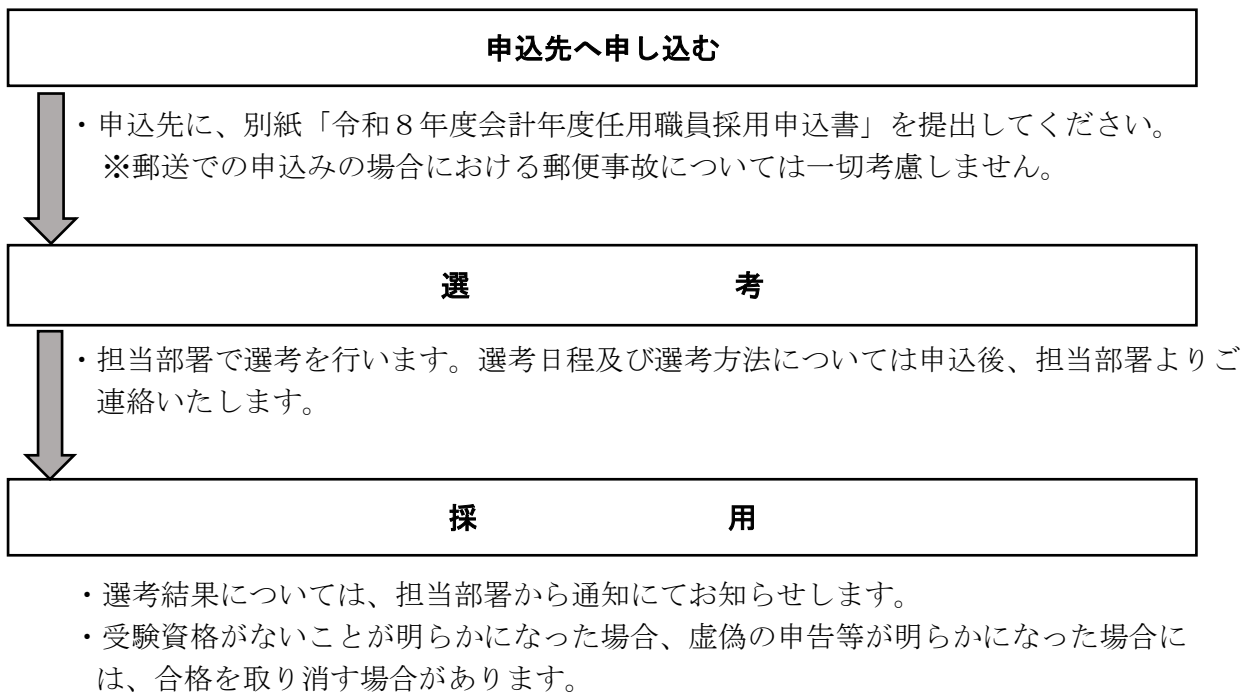 申込先へ申し込む
・申込先に、別紙「令和８年度会計年度任用職員採用申込書」を提出してください。
※郵送での申込みの場合における郵便事故については一切考慮しません。
選　　　　　考
・担当部署で選考を行います。選考日程及び選考方法については申込後、担当部署よりご
連絡いたします。
採　　　　　用
・選考結果については、担当部署から通知にてお知らせします。
・受験資格がないことが明らかになった場合、虚偽の申告等が明らかになった場合に
は、合格を取り消す場合があります。